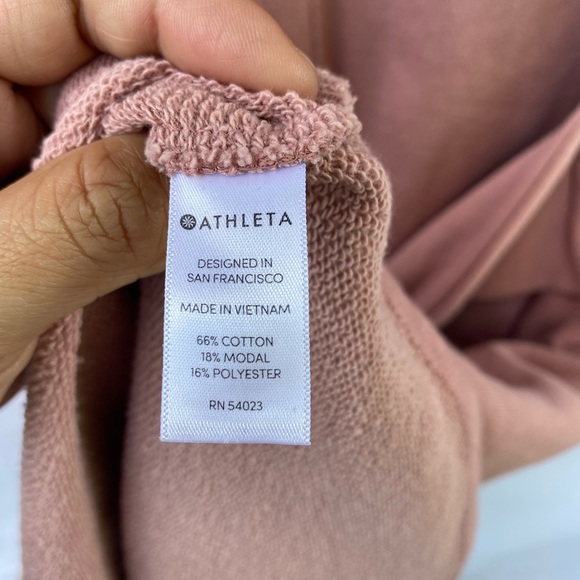 ATHLETA
DESIGNED IN
SAN FRANCISCO
MADE IN VIETNAM
66% COTTON
18% MODAL
16% POLYESTER
RN 54023